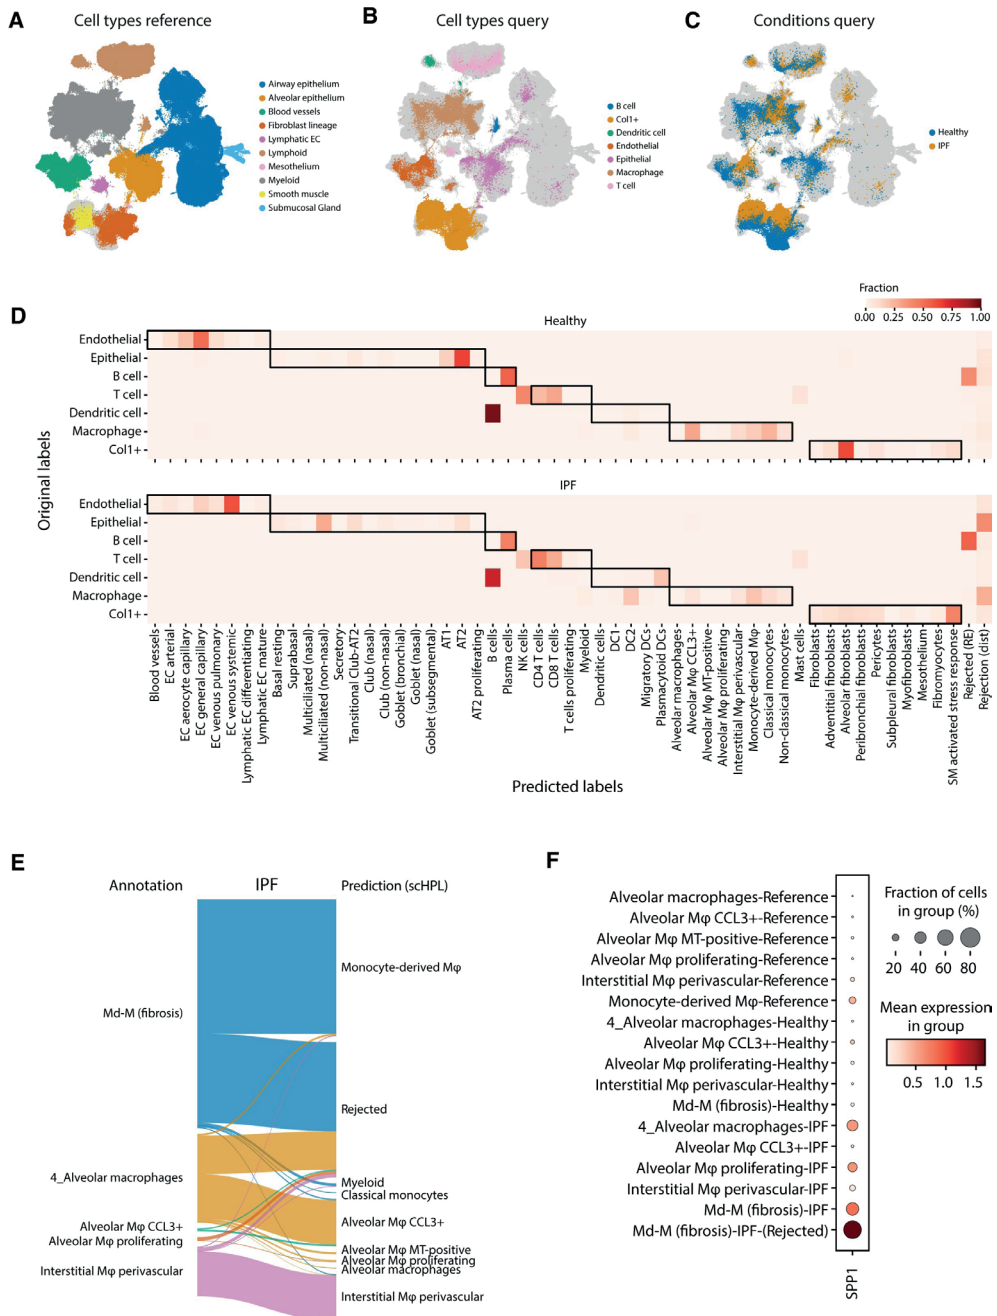 A
Cell types reference
Airway epithelium
Alveolar epithelium
Blood vessels
Fibroblast lineage
Lymphatic EC
Lymphoid
Mesothelium
Myeloid
Smooth muscle
Submucosal Gland
B
Cell types query
B cell
Col1+
Dendritic cell
Endothelial
Epithelial
Macrophage
T cell
C
Conditions query
Healthy
IPF
D
Fraction
0.00 0.25 0.50 0.75 1.00
Healthy
Endothelial
Epithelial
B cell
T cell
Dendritic cell
Macrophage
Col1+
Original labels
IPF
Endothelial
Epithelial
B cell
T cell
Dendritic cell
Macrophage
Col1+
Blood vessels
EC arterial
EC aerocyte capillary
EC general capillary
EC venous pulmonary
EC venous systemic
Lymphatic EC differentiating
Lymphatic EC mature
Basal resting
Suprabasal
Multiciliated (nasal)
Multiciliated (non-nasal)
Secretory
Transitional Club-AT2
Club (nasal)
Club (non-nasal)
Goblet (bronchial)
Goblet (nasal)
Goblet (subsegmental)
AT1
AT2
AT2 proliferating
B cells
Plasma cells
NK cells
CD4 T cells
CD8 T cells
T cells proliferating
Myeloid
Dendritic cells
DC1
DC2
Migratory DCs
Plasmacytoid DCs
Alveolar macrophages
Alveolar Mφ CCL3+
Alveolar Mφ MT-positive
Alveolar Mφ proliferating
Interstitial Mφ perivascular
Monocyte-derived Mφ
Classical monocytes
Non-classical monocytes
Mast cells
Fibroblasts
Adventitial fibroblasts
Alveolar fibroblasts
Peribronchial fibroblasts
Pericytes
Subpleural fibroblasts
Myofibroblasts
Mesothelium
Fibromyocytes
SM activated stress response
Rejected (RE)
Rejection (dist)
Predicted labels
E
Annotation
IPF
Prediction (scHPL)
Md-M (fibrosis)
4_Alveolar macrophages
Alveolar Mφ CCL3+
Alveolar Mφ proliferating
Interstitial Mφ perivascular
Monocyte-derived Mφ
Rejected
Myeloid
Classical monocytes
Alveolar Mφ CCL3+
Alveolar Mφ MT-positive
Alveolar Mφ proliferating
Alveolar macrophages
Interstitial Mφ perivascular
F
Alveolar macrophages-Reference
Alveolar Mφ CCL3+-Reference
Alveolar Mφ MT-positive-Reference
Alveolar Mφ proliferating-Reference
Interstitial Mφ perivascular-Reference
Monocyte-derived Mφ-Reference
4_Alveolar macrophages-Healthy
Alveolar Mφ CCL3+-Healthy
Alveolar Mφ proliferating-Healthy
Interstitial Mφ perivascular-Healthy
Md-M (fibrosis)-Healthy
4_Alveolar macrophages-IPF
Alveolar Mφ CCL3+-IPF
Alveolar Mφ proliferating-IPF
Interstitial Mφ perivascular-IPF
Md-M (fibrosis)-IPF
Md-M (fibrosis)-IPF-(Rejected)
SPP1
Fraction of cells
in group (%)
20 40 60 80
Mean expression
in group
0.5 1.0 1.5